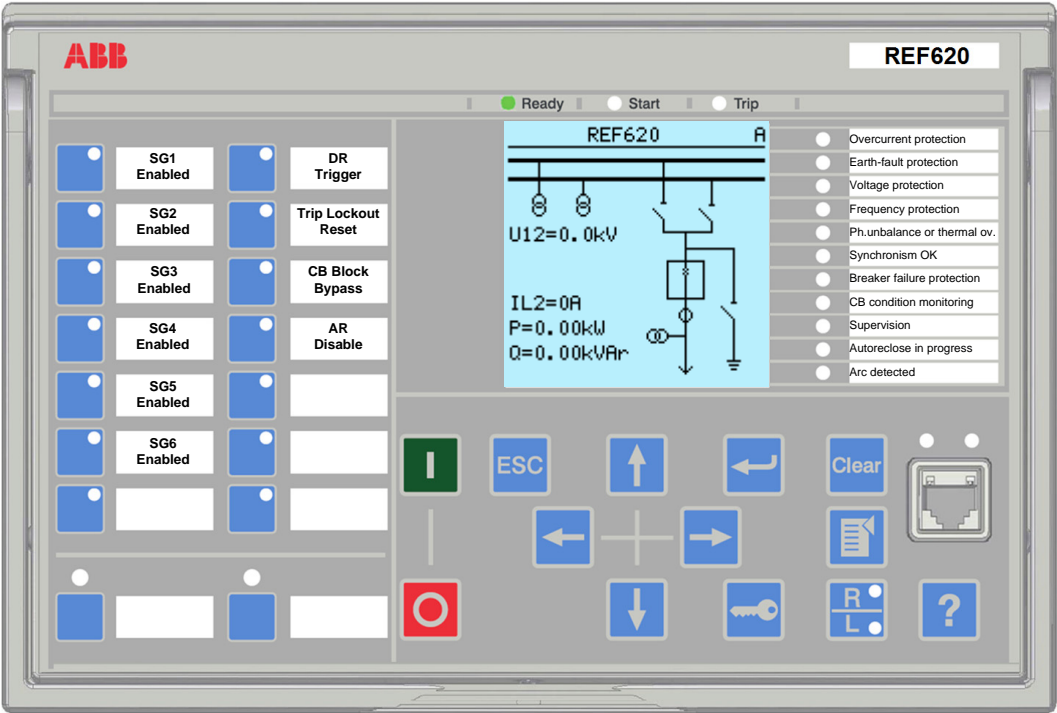 ABB
REF620
Ready
Start
Trip
SG1
Enabled
DR
Trigger
SG2
Enabled
Trip Lockout
Reset
SG3
Enabled
CB Block
Bypass
SG4
Enabled
AR
Disable
SG5
Enabled
SG6
Enabled
REF620 A
U12=0.0kV
IL2=0A
P=0.00kW
Q=0.00kVAr
Overcurrent protection
Earth-fault protection
Voltage protection
Frequency protection
Ph.unbalance or thermal ov.
Synchronism OK
Breaker failure protection
CB condition monitoring
Supervision
Autoreclose in progress
Arc detected
I
ESC
Clear
O
R
L
?